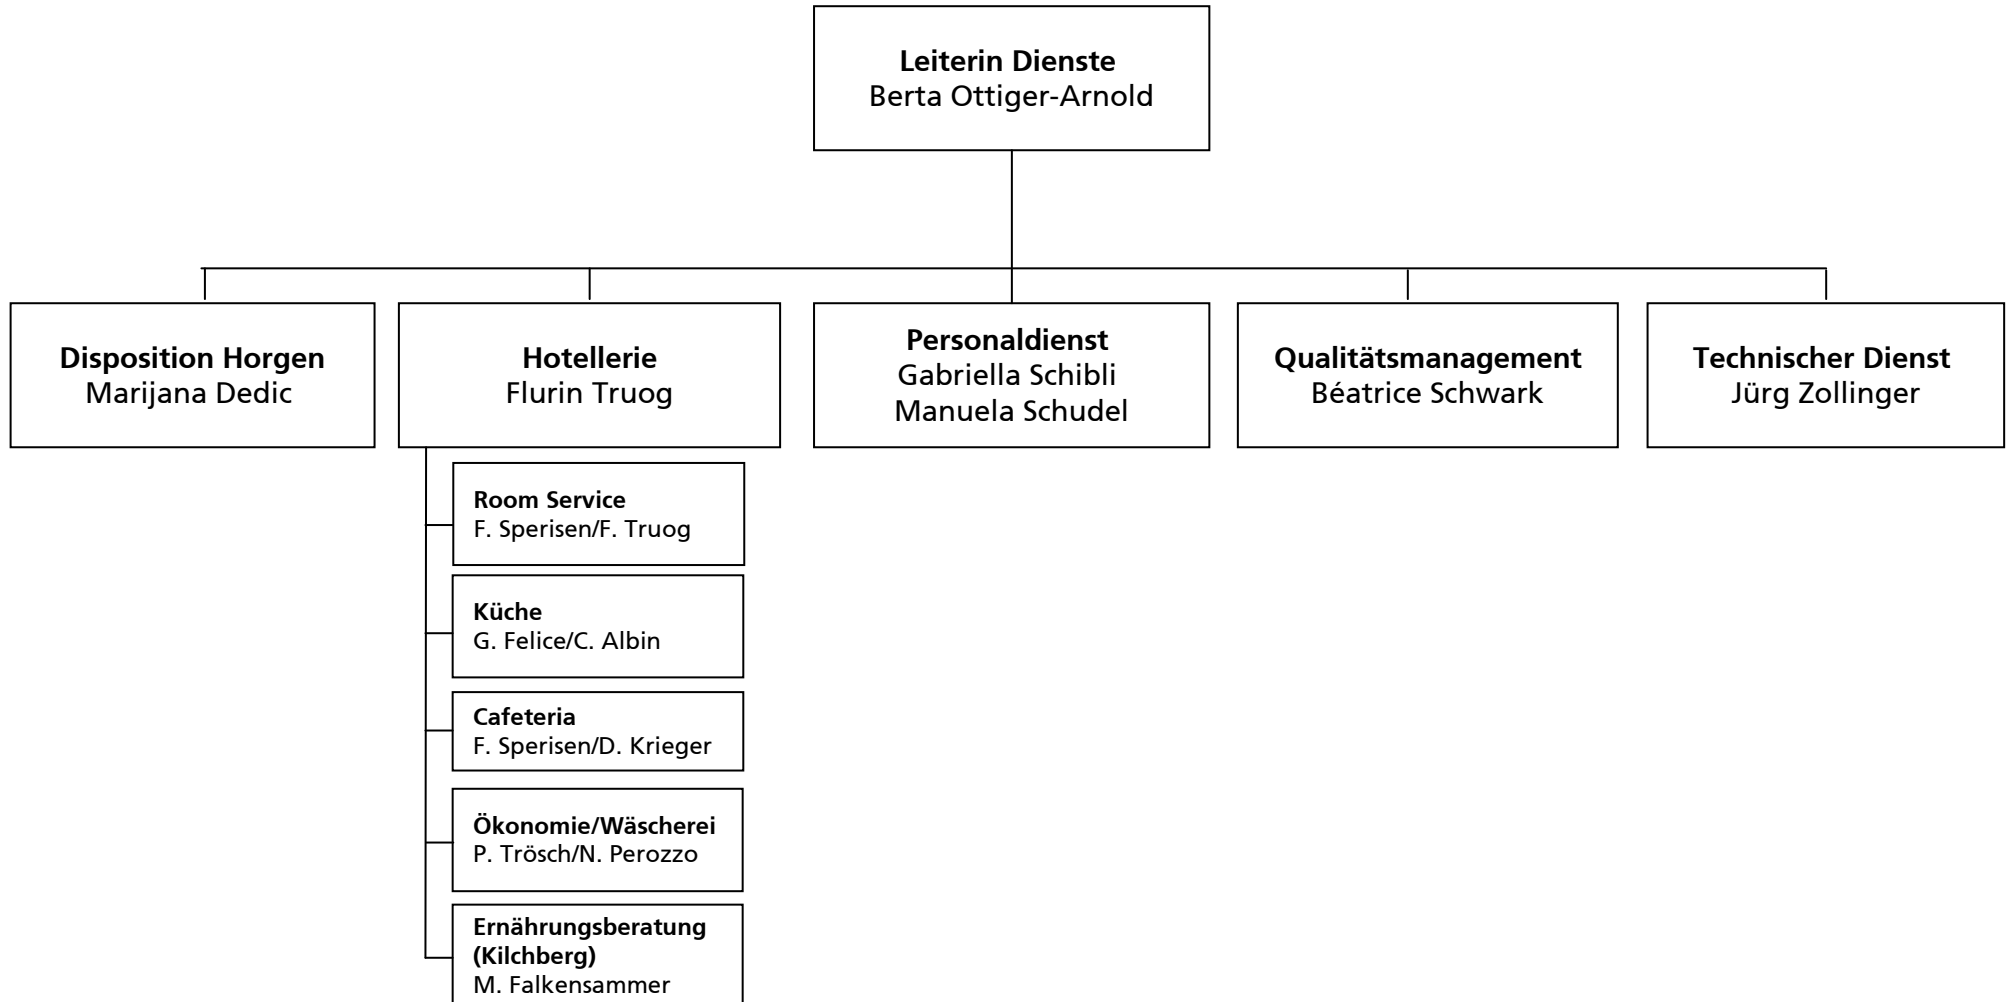 Leiterin Dienste
Berta Ottiger-Arnold
Disposition Horgen
Marijana Dedic
Hotellerie
Flurin Truog
Personaldienst
Gabriella Schibli
Manuela Schudel
Qualitätsmanagement
Béatrice Schwark
Technischer Dienst
Jürg Zollinger
Room Service
F. Sperisen/F. Truog
Küche
G. Felice/C. Albin
Cafeteria
F. Sperisen/D. Krieger
Ökonomie/Wäscherei
P. Trösch/N. Perozzo
Ernährungsberatung
(Kilchberg)
M. Falkensammer